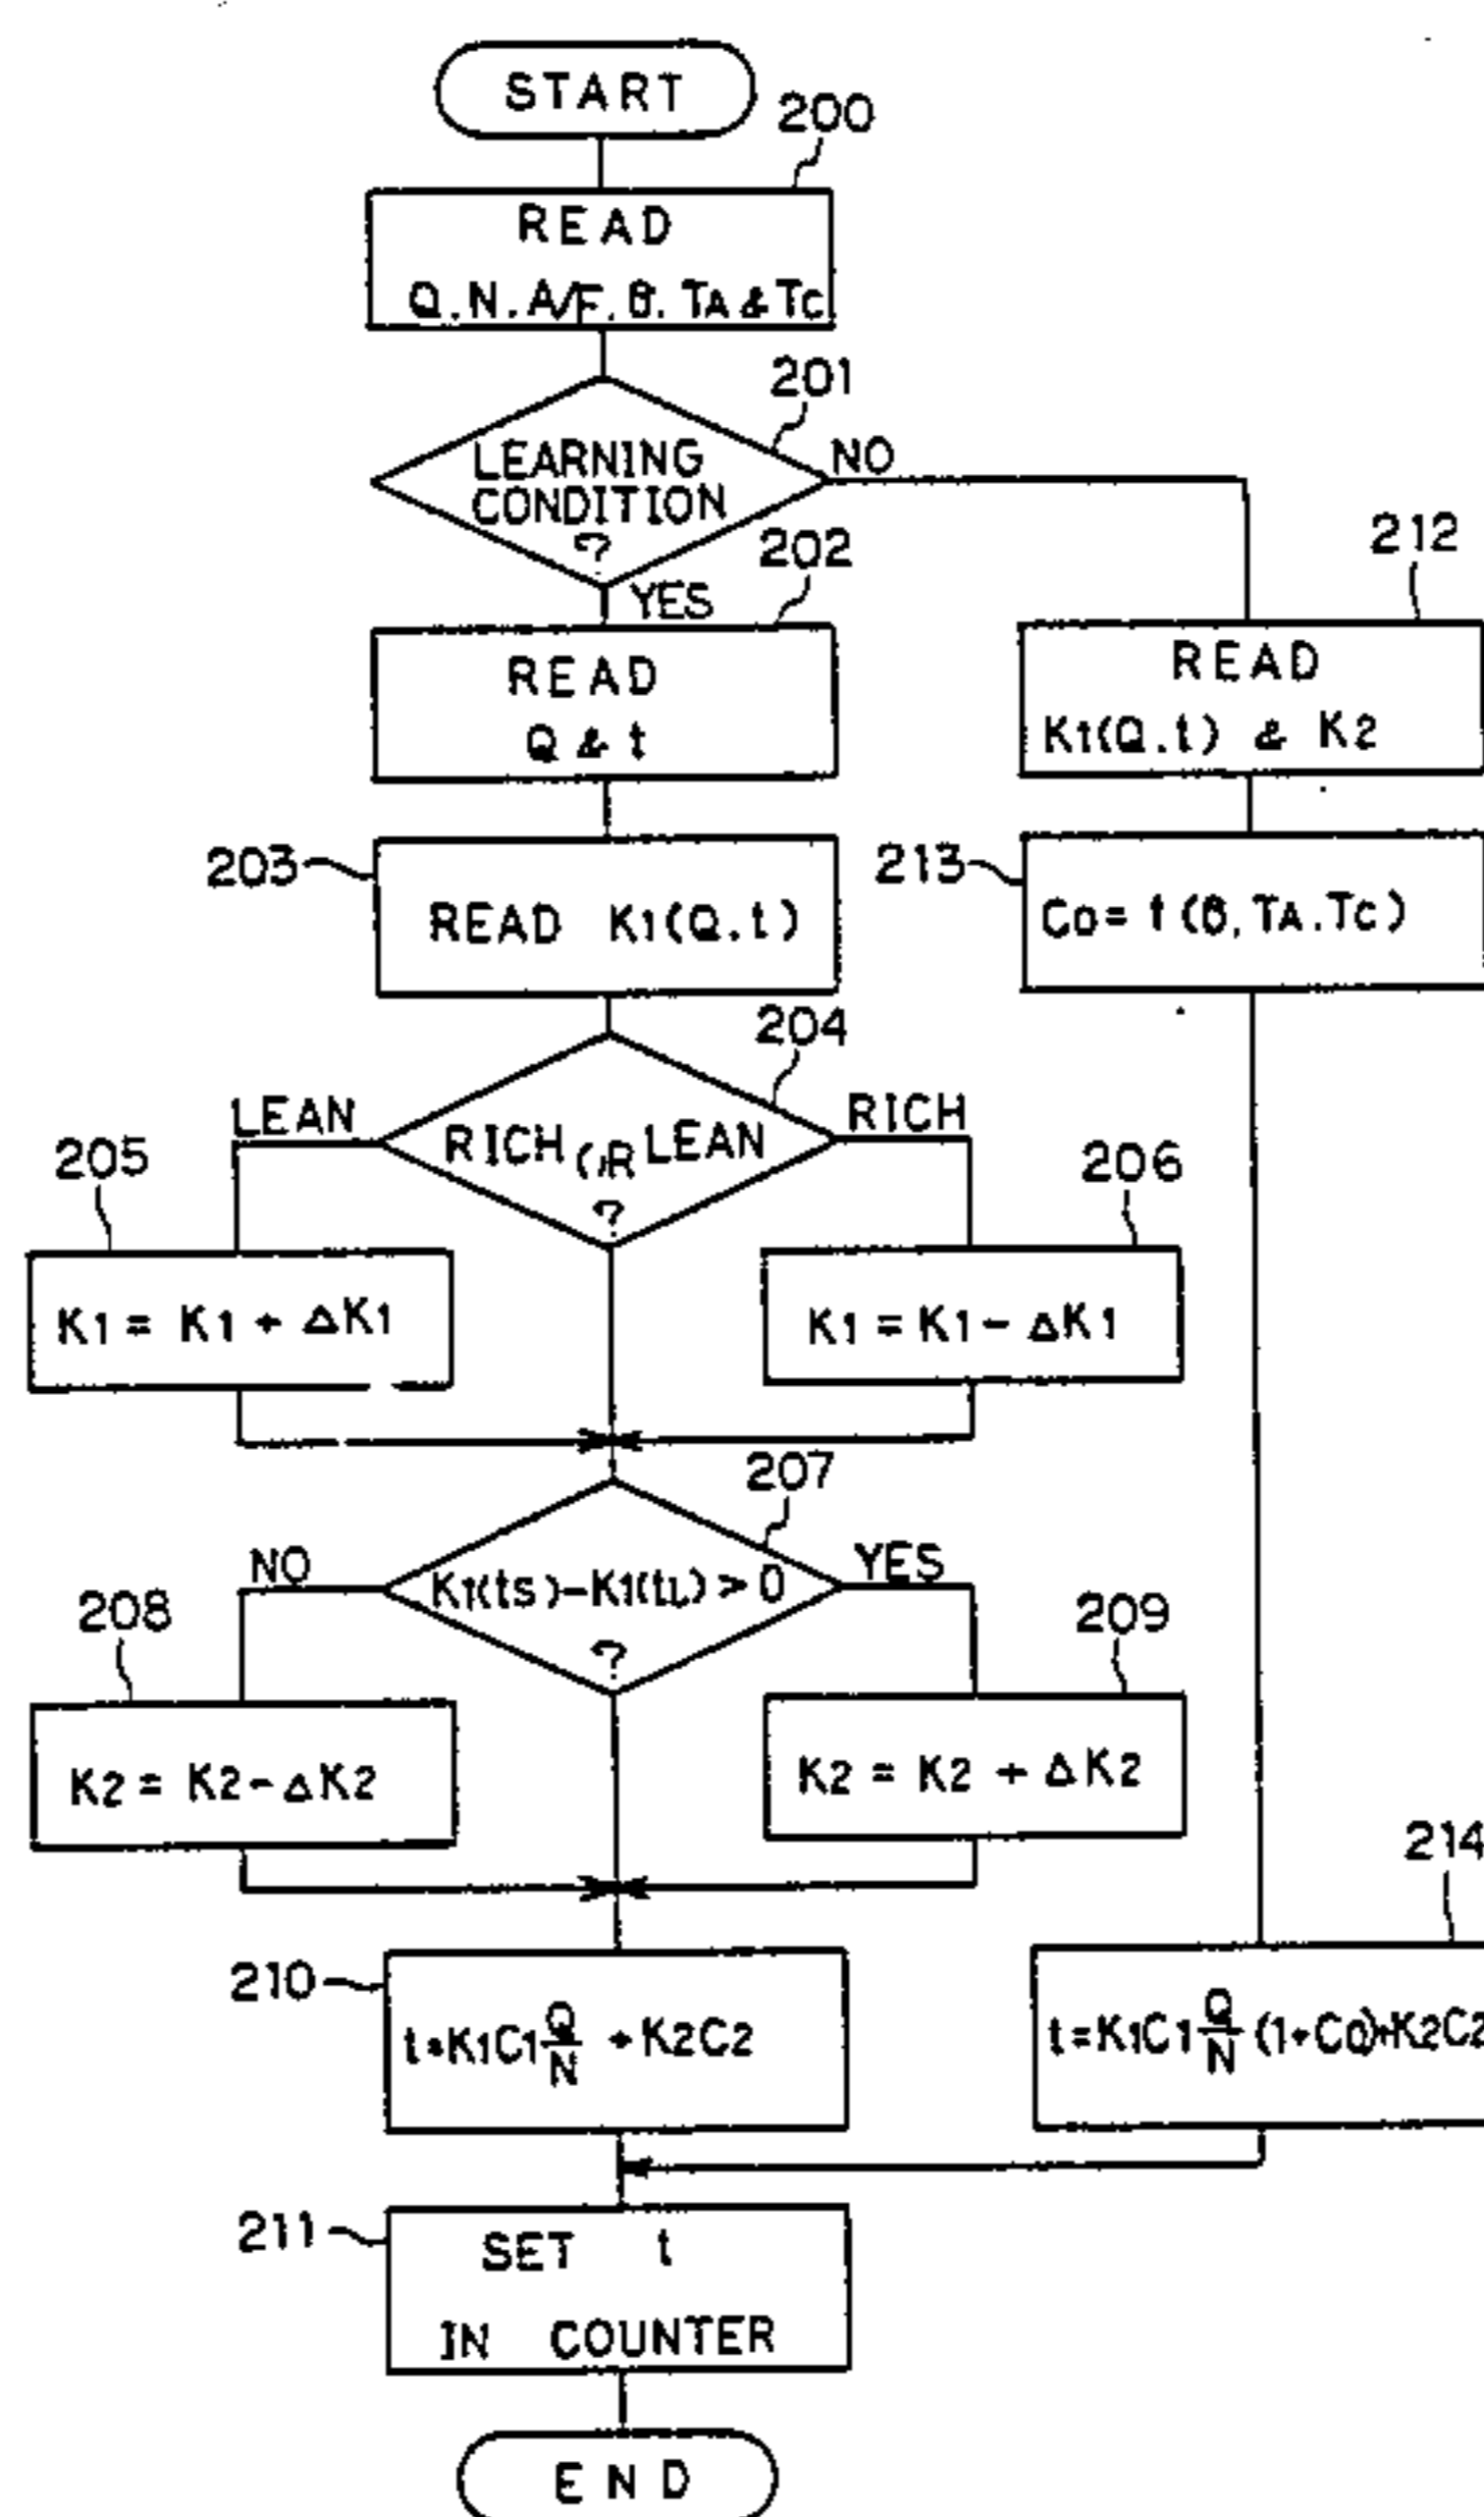 START
200
READ
Q.N.A/F.θ.TA&TC
201
LEARNING
CONDITION
?
NO
YES
202
READ
Q & t
212
READ
K1(Q.t) & K2
203
READ K1(Q.t)
213
C0= f (θ, TA.TC)
204
LEAN
RICH
RICH OR LEAN
?
205
K1 = K1 + ΔK1
206
K1 = K1 - ΔK1
207
NO
YES
K1(tS)-K1(tL) > 0
?
208
K2 = K2 - ΔK2
209
K2 = K2 + ΔK2
210
t=K1C1 Q/N +K2C2
214
t=K1C1 Q/N (1+C0)+K2C2
211
SET t
IN COUNTER
END